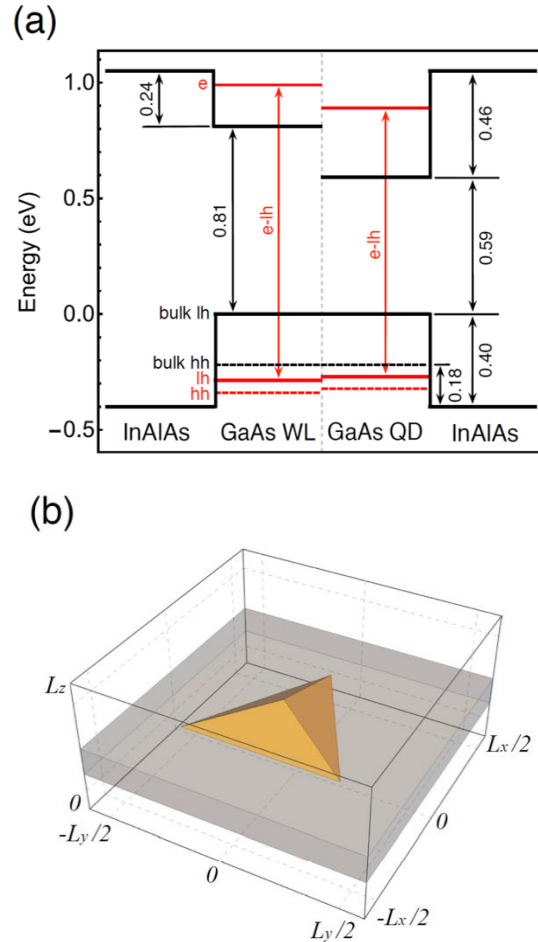 (a)
Energy (eV)
1.0
0.5
0.0
−0.5
e
0.24
0.81
e-lh
e-lh
0.46
0.59
0.40
0.18
bulk lh
bulk hh
lh
hh
InAlAs
GaAs WL
GaAs QD
InAlAs
(b)
Lz
0
-Ly/2
0
Ly/2
-Lx/2
0
Lx/2